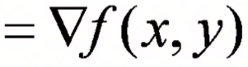 = ∇f(x, y)